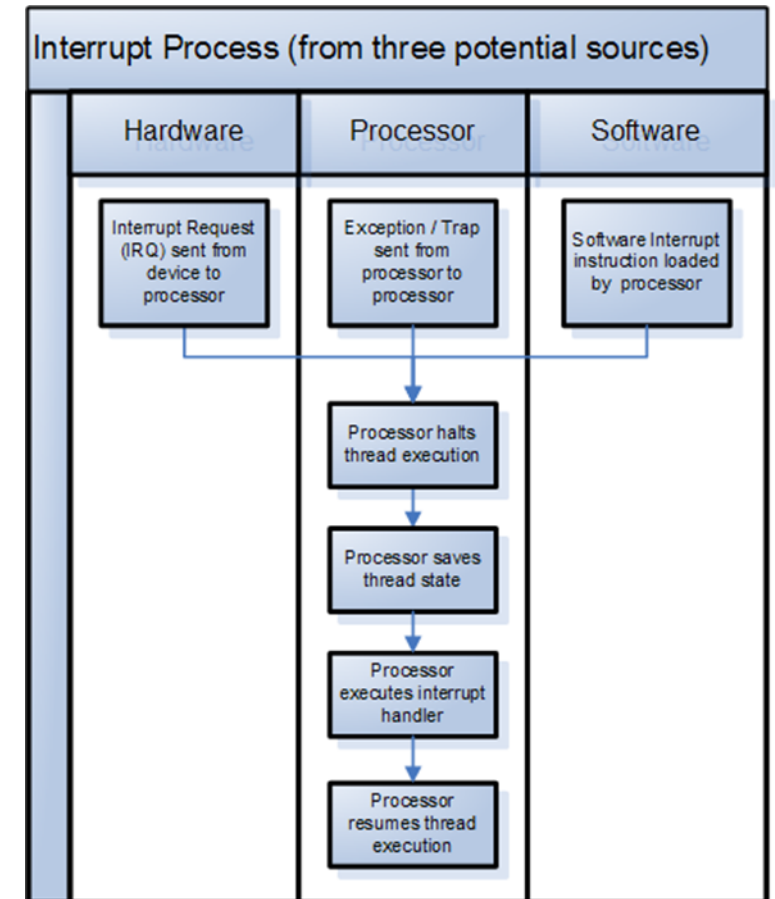 Interrupt Process (from three potential sources)
Hardware
Processor
Software
Interrupt Request
(IRQ) sent from
device to
processor
Exception / Trap
sent from
processor to
processor
Software Interrupt
instruction loaded
by processor
Processor halts
thread execution
Processor saves
thread state
Processor
executes interrupt
handler
Processor
resumes thread
execution